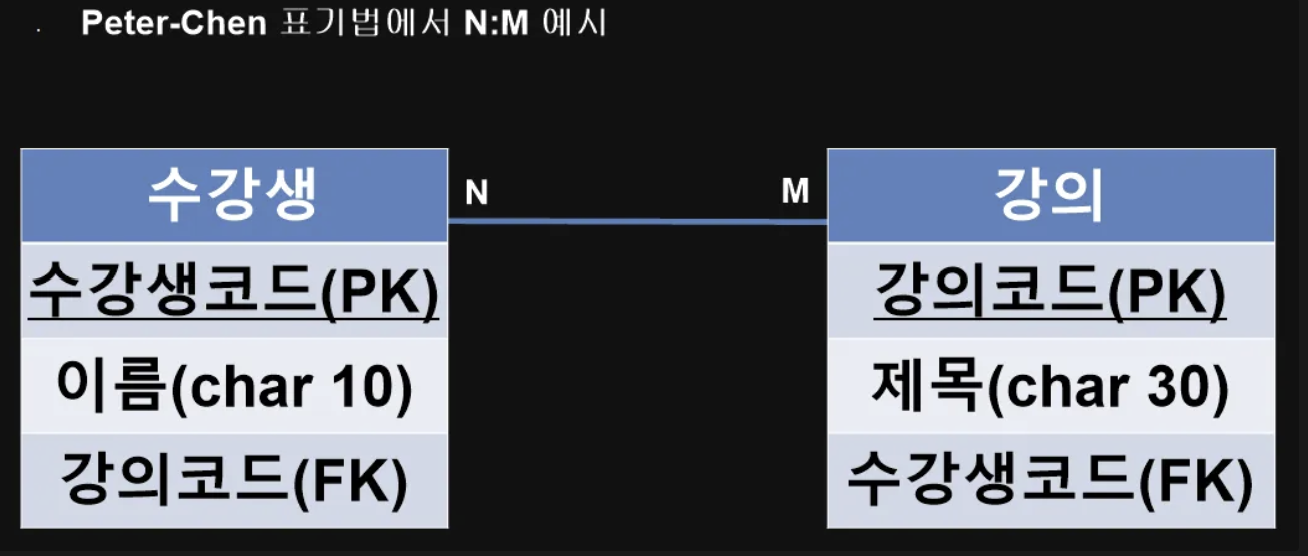 . Peter-Chen 표기법에서 N:M 예시
수강생 N M 강의
수강생코드(PK) 강의코드(PK)
이름(char 10) 제목(char 30)
강의코드(FK) 수강생코드(FK)